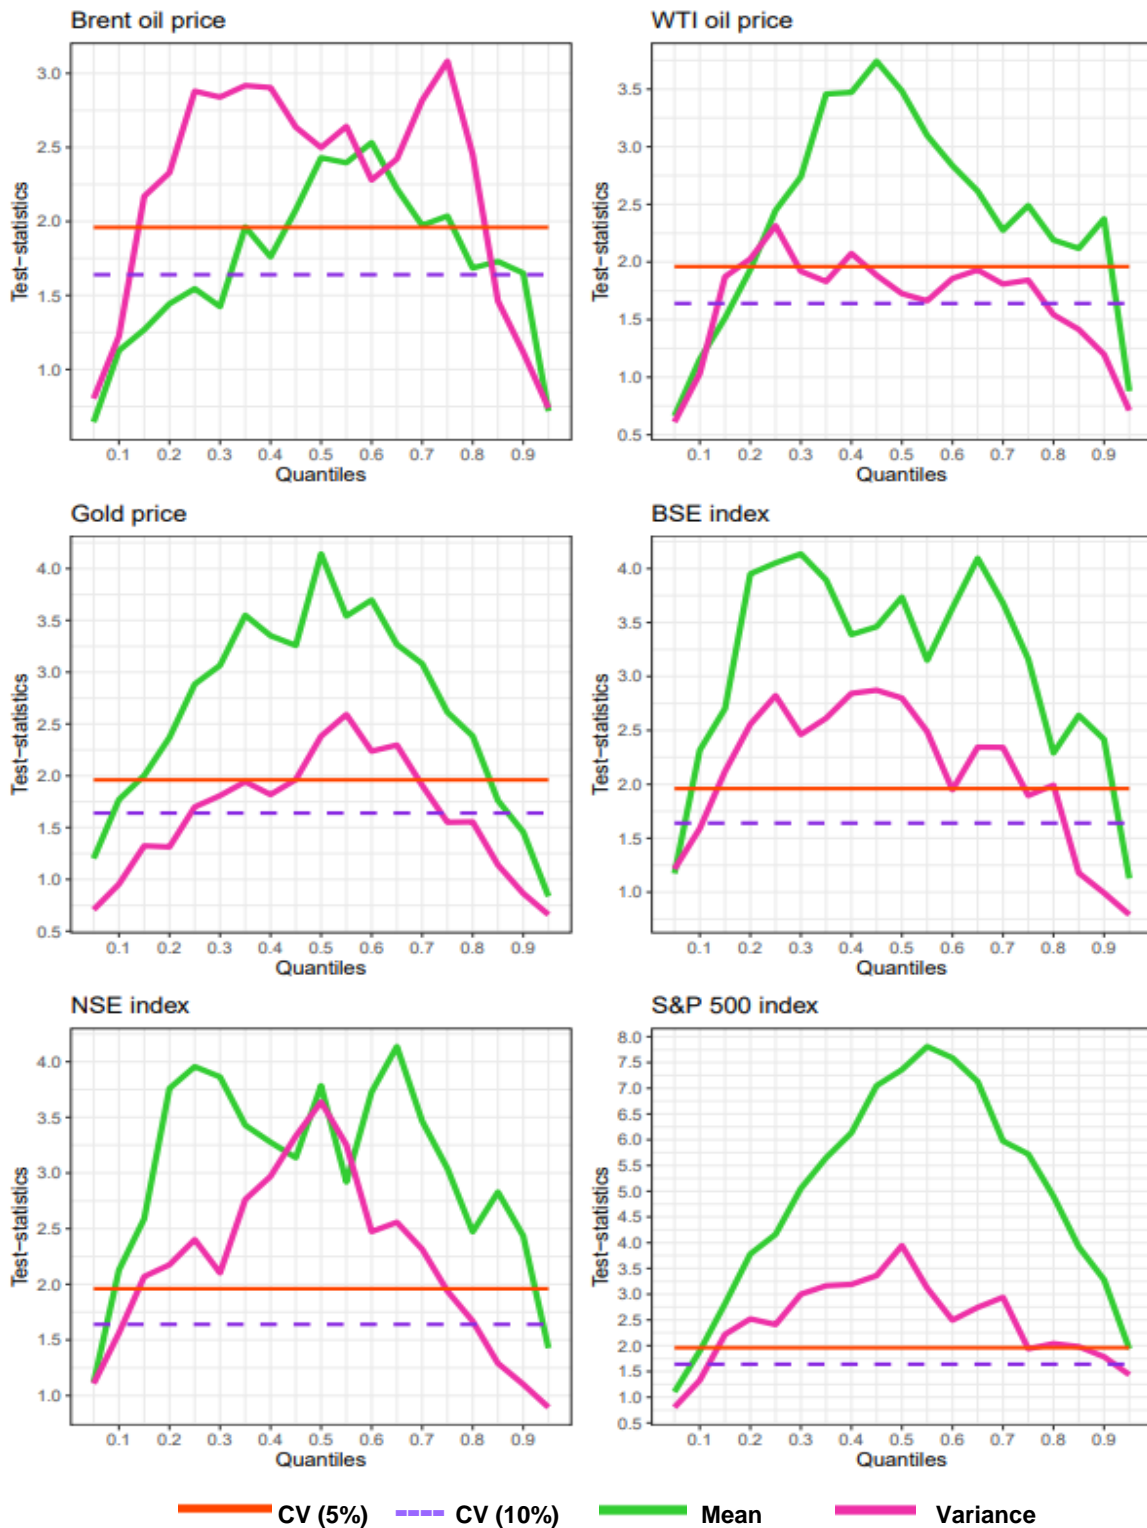 Brent oil price
Test-statistics
3.0
2.5
2.0
1.5
1.0
0.1 0.2 0.3 0.4 0.5 0.6 0.7 0.8 0.9
Quantiles
WTI oil price
Test-statistics
3.5
3.0
2.5
2.0
1.5
1.0
0.5
0.1 0.2 0.3 0.4 0.5 0.6 0.7 0.8 0.9
Quantiles
Gold price
Test-statistics
4.0
3.5
3.0
2.5
2.0
1.5
1.0
0.5
0.1 0.2 0.3 0.4 0.5 0.6 0.7 0.8 0.9
Quantiles
BSE index
Test-statistics
4.0
3.5
3.0
2.5
2.0
1.5
1.0
0.1 0.2 0.3 0.4 0.5 0.6 0.7 0.8 0.9
Quantiles
NSE index
Test-statistics
4.0
3.5
3.0
2.5
2.0
1.5
1.0
0.1 0.2 0.3 0.4 0.5 0.6 0.7 0.8 0.9
Quantiles
S&P 500 index
Test-statistics
8.0
7.5
7.0
6.5
6.0
5.5
5.0
4.5
4.0
3.5
3.0
2.5
2.0
1.5
1.0
0.5
0.1 0.2 0.3 0.4 0.5 0.6 0.7 0.8 0.9
Quantiles
CV (5%) CV (10%) Mean Variance